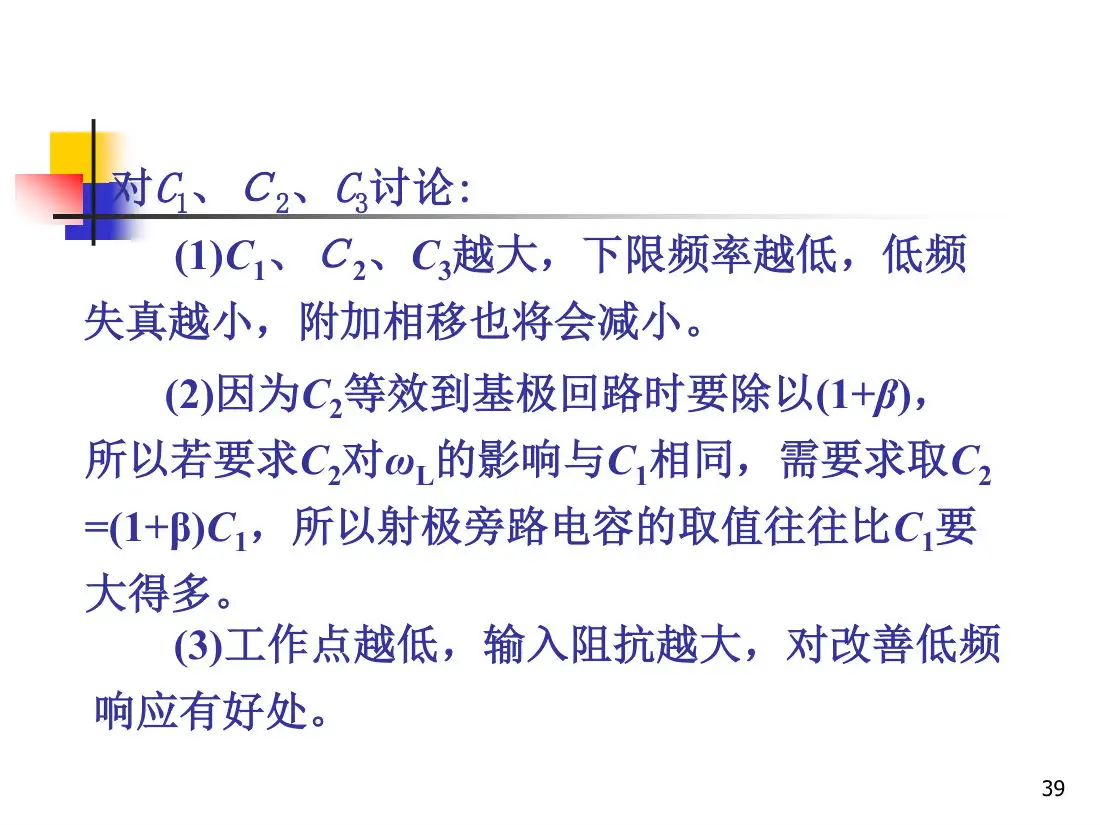 对C1、C2、C3讨论:
(1)C1、C2、C3越大，下限频率越低，低频
失真越小，附加相移也将会减小。
(2)因为C2等效到基极回路时要除以(1+β)，
所以若要求C2对ωL的影响与C1相同，需要求取C2
=(1+β)C1，所以射极旁路电容的取值往往比C1要
大得多。
(3)工作点越低，输入阻抗越大，对改善低频
响应有好处。
39